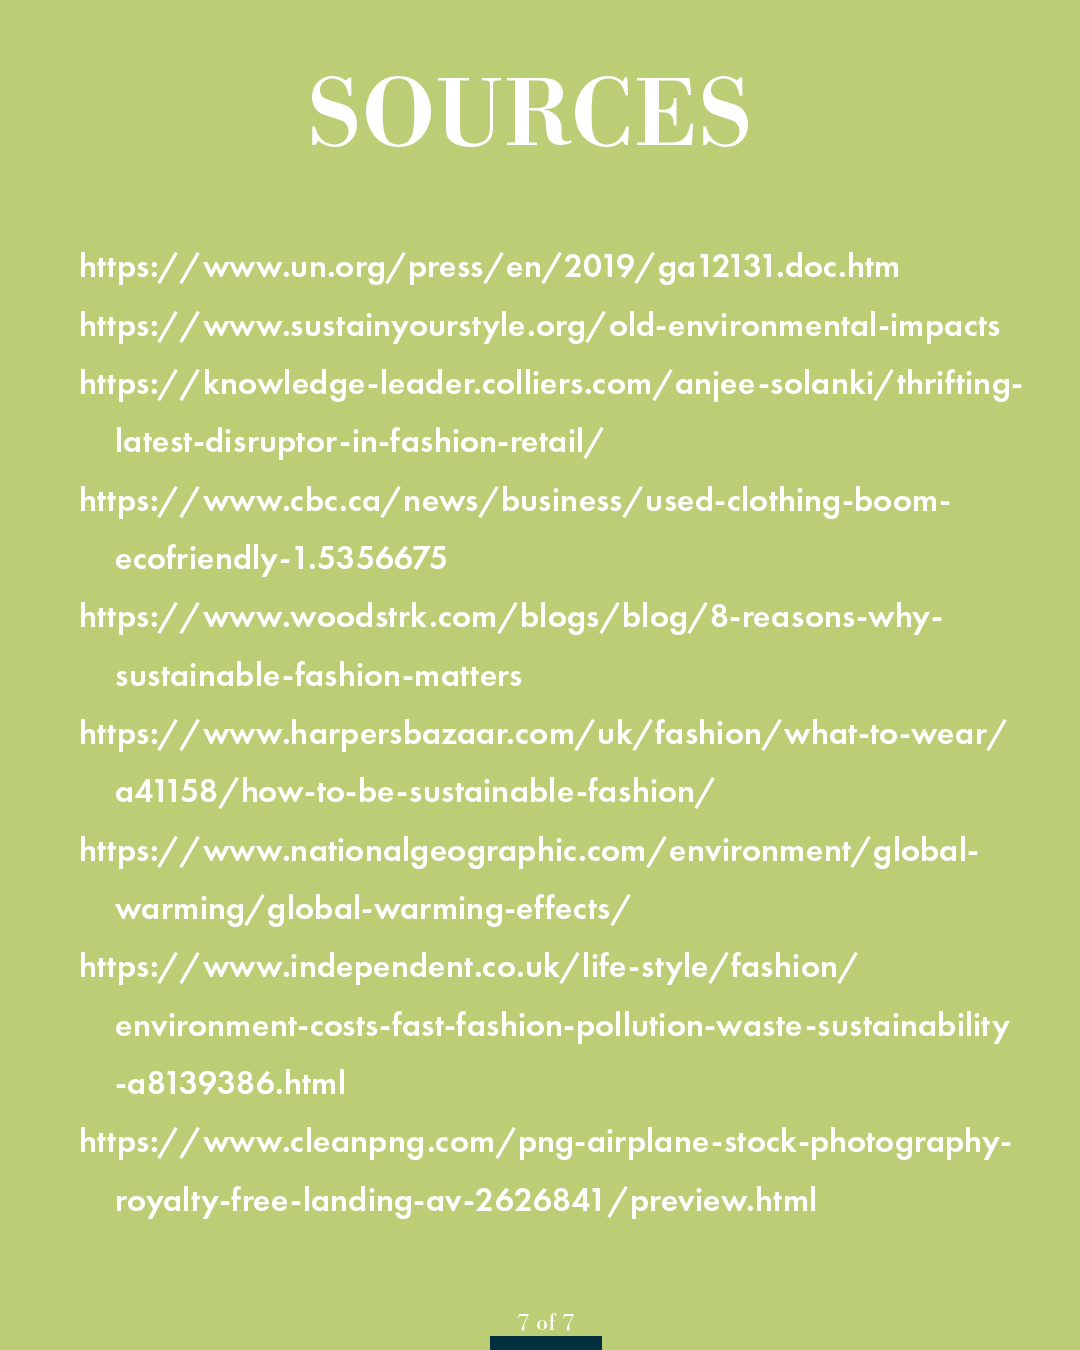 SOURCES
https://www.un.org/press/en/2019/ga12131.doc.htm
https://www.sustainyourstyle.org/old-environmental-impacts
https://knowledge-leader.colliers.com/anjee-solanki/thrifting-
latest-disruptor-in-fashion-retail/
https://www.cbc.ca/news/business/used-clothing-boom-
ecofriendly-1.5356675
https://www.woodstrk.com/blogs/blog/8-reasons-why-
sustainable-fashion-matters
https://www.harpersbazaar.com/uk/fashion/what-to-wear/
a41158/how-to-be-sustainable-fashion/
https://www.nationalgeographic.com/environment/global-
warming/global-warming-effects/
https://www.independent.co.uk/life-style/fashion/
environment-costs-fast-fashion-pollution-waste-sustainability
-a8139386.html
https://www.cleanpng.com/png-airplane-stock-photography-
royalty-free-landing-av-2626841/preview.html
7 of 7